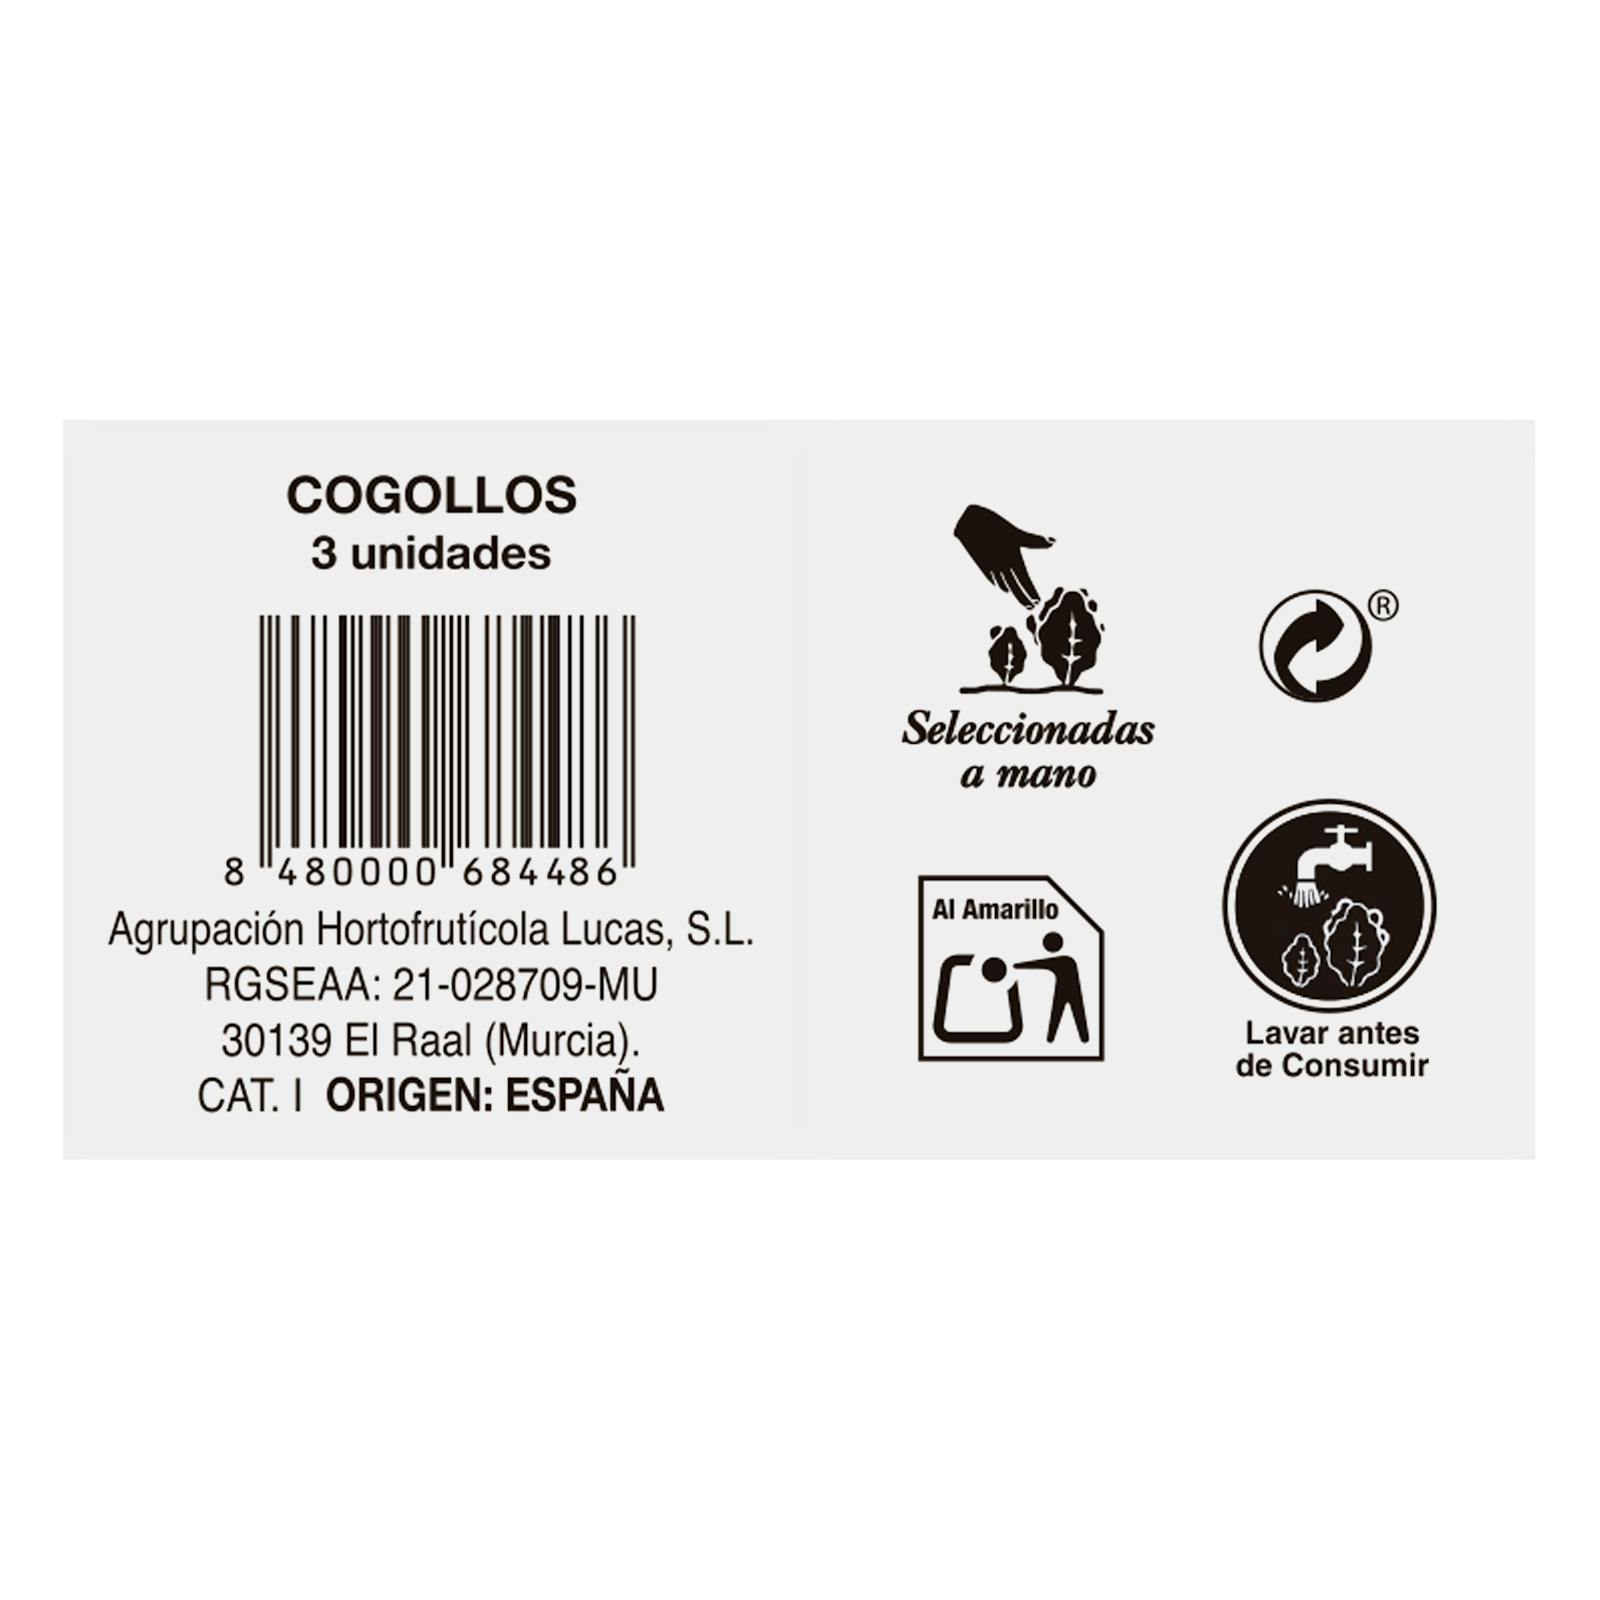 COGOLLOS
3 unidades
8 480000 684486
Agrupación Hortofrutícola Lucas, S.L.
RGSEAA: 21-028709-MU
30139 El Raal (Murcia).
CAT. I ORIGEN: ESPAÑA
Seleccionadas
a mano
®
Al Amarillo
Lavar antes
de Consumir